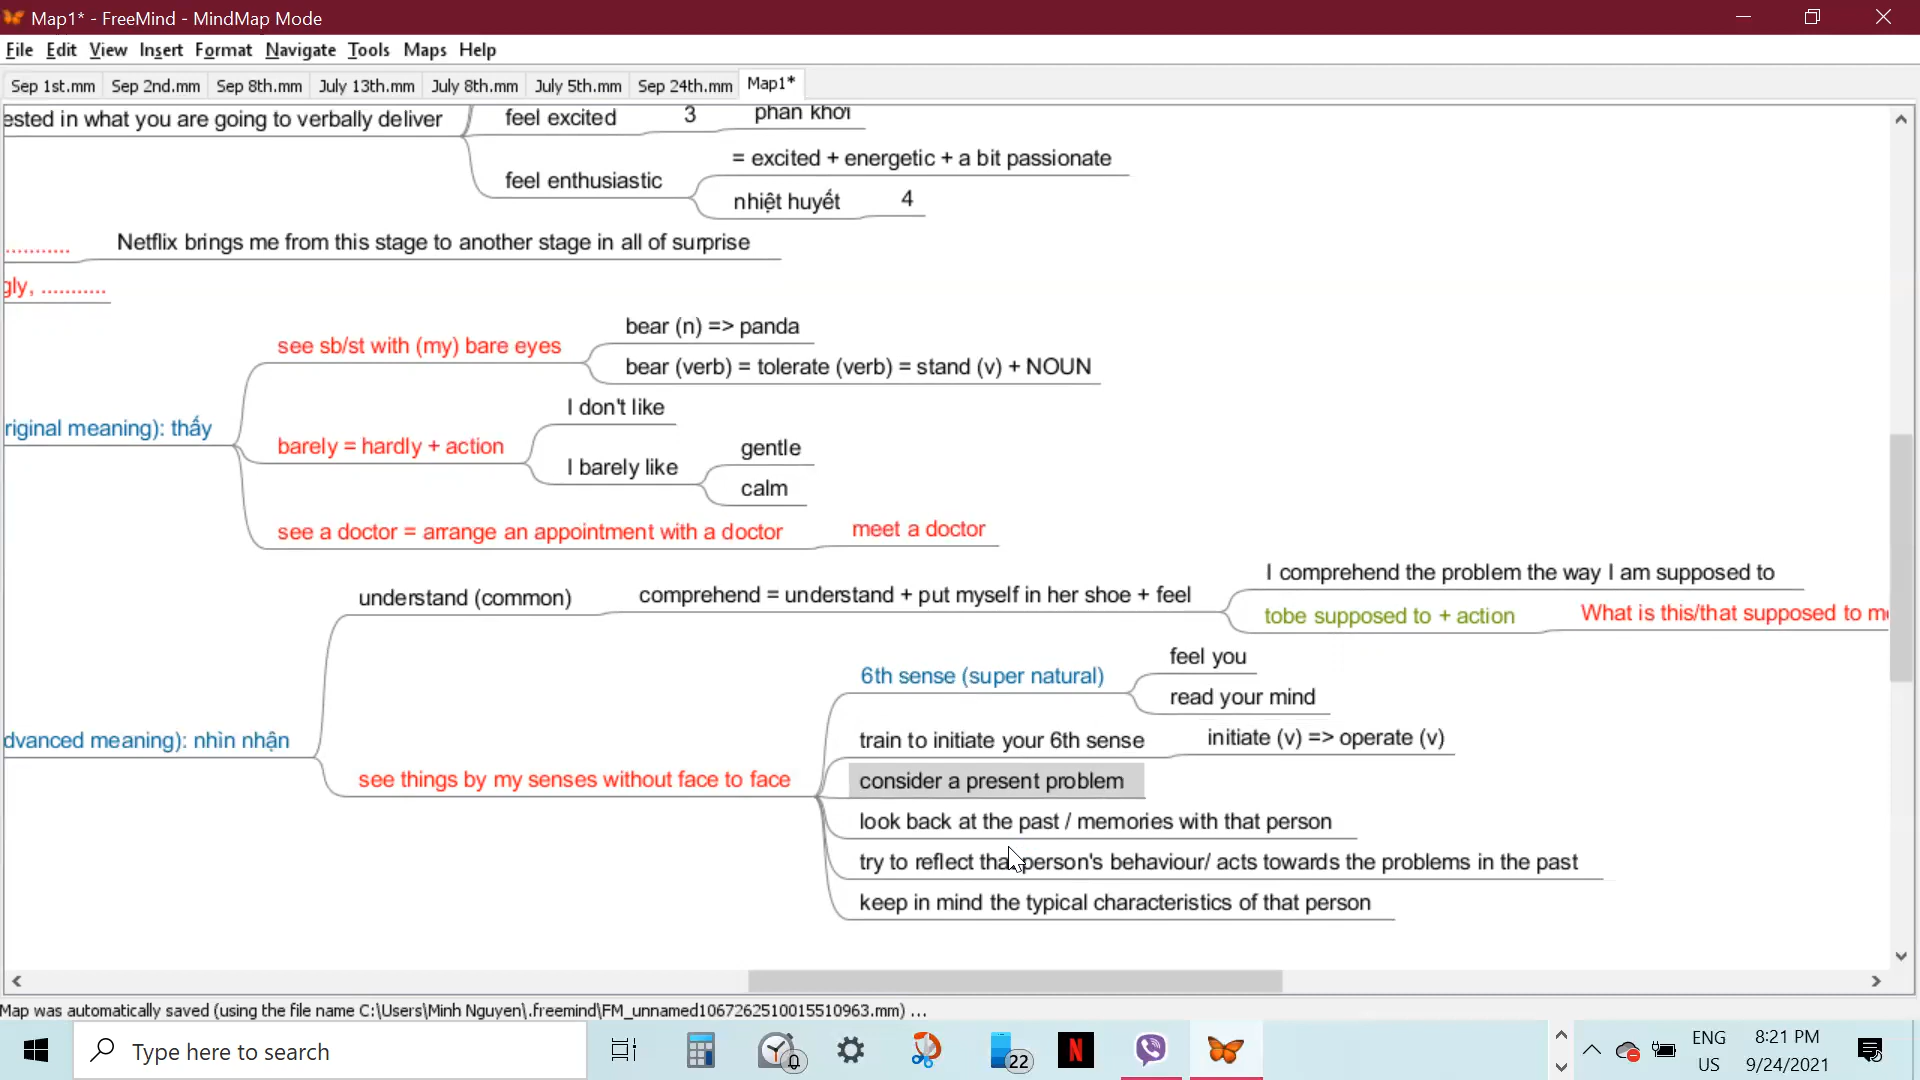 Map1* - FreeMind - MindMap Mode
File Edit View Insert Format Navigate Tools Maps Help
Sep 1st.mm Sep 2nd.mm Sep 8th.mm July 13th.mm July 8th.mm July 5th.mm Sep 24th.mm Map1*
ested in what you are going to verbally deliver
feel excited
3
phấn khởi
= excited + energetic + a bit passionate
feel enthusiastic
nhiệt huyết
4
...........
Netflix brings me from this stage to another stage in all of surprise
gly, ...........
bear (n) => panda
see sb/st with (my) bare eyes
bear (verb) = tolerate (verb) = stand (v) + NOUN
I don't like
riginal meaning): thấy
barely = hardly + action
gentle
I barely like
calm
see a doctor = arrange an appointment with a doctor
meet a doctor
I comprehend the problem the way I am supposed to
understand (common)
comprehend = understand + put myself in her shoe + feel
tobe supposed to + action
What is this/that supposed to m
feel you
6th sense (super natural)
read your mind
dvanced meaning): nhìn nhận
train to initiate your 6th sense
initiate (v) => operate (v)
see things by my senses without face to face
consider a present problem
look back at the past / memories with that person
try to reflect tha person's behaviour/ acts towards the problems in the past
keep in mind the typical characteristics of that person
Map was automatically saved (using the file name C:\Users\Minh Nguyen\.freemind\FM_unnamed1067262510015510963.mm) ...
Type here to search
22
N
ENG
US
8:21 PM
9/24/2021